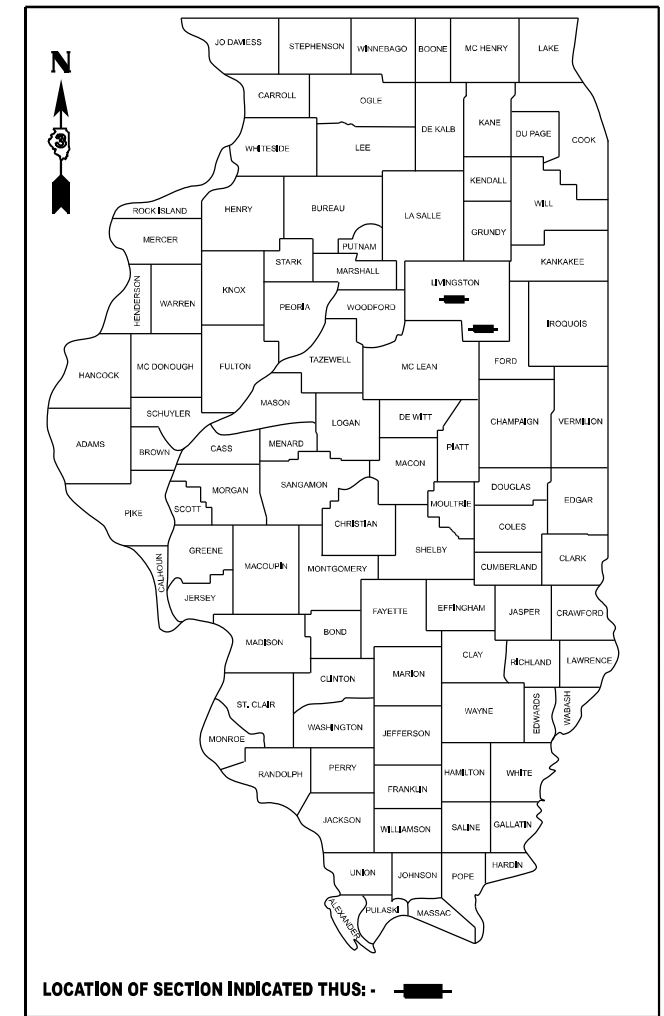 JO DAVIESS STEPHENSON WINNEBAGO BOONE MC HENRY LAKE
N
CARROLL OGLE
3
DE KALB KANE DU PAGE COOK
WHITESIDE LEE
KENDALL
ROCK ISLAND HENRY BUREAU LA SALLE WILL
MERCER PUTNAM GRUNDY
STARK MARSHALL KANKAKEE
HENDERSON WARREN KNOX PEORIA WOODFORD LIVINGSTON
IROQUOIS
HANCOCK MC DONOUGH FULTON TAZEWELL MC LEAN FORD
MASON
SCHUYLER LOGAN DE WITT CHAMPAIGN VERMILION
ADAMS BROWN CASS MENARD PIATT
MACON
MORGAN SANGAMON DOUGLAS EDGAR
PIKE SCOTT CHRISTIAN MOULTRIE
COLES
GREENE SHELBY
CALHOUN MACOUPIN MONTGOMERY CUMBERLAND CLARK
JERSEY
FAYETTE EFFINGHAM JASPER CRAWFORD
MADISON BOND
CLAY RICHLAND LAWRENCE
CLINTON MARION
ST. CLAIR WAYNE EDWARDS WABASH
WASHINGTON JEFFERSON
MONROE
RANDOLPH PERRY HAMILTON WHITE
FRANKLIN
JACKSON WILLIAMSON SALINE GALLATIN
UNION JOHNSON POPE HARDIN
ALEXANDER PULASKI MASSAC
LOCATION OF SECTION INDICATED THUS: -